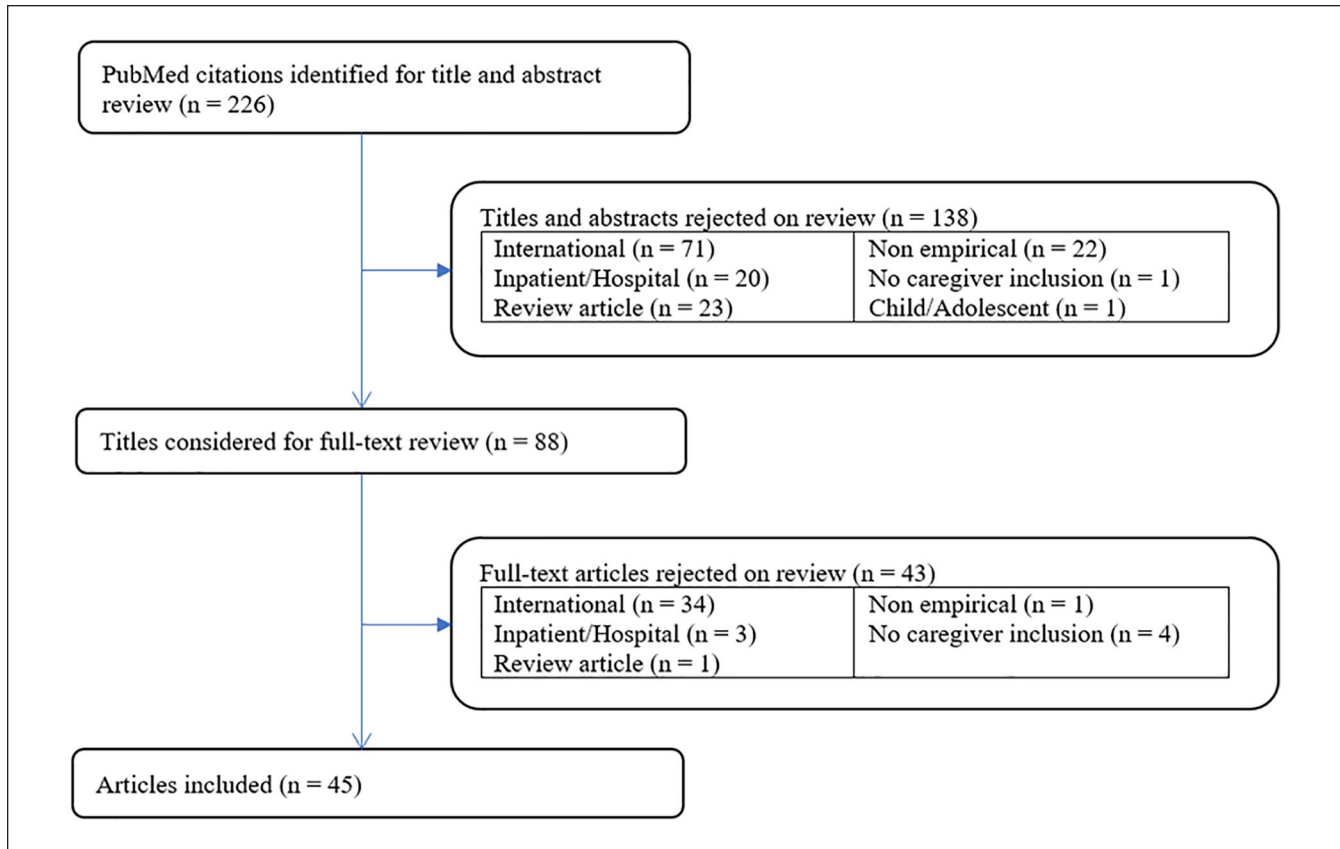 PubMed citations identified for title and abstract
review (n = 226)
Titles and abstracts rejected on review (n = 138)
International (n = 71)
Inpatient/Hospital (n = 20)
Review article (n = 23)
Non empirical (n = 22)
No caregiver inclusion (n = 1)
Child/Adolescent (n = 1)
Titles considered for full-text review (n = 88)
Full-text articles rejected on review (n = 43)
International (n = 34)
Inpatient/Hospital (n = 3)
Review article (n = 1)
Non empirical (n = 1)
No caregiver inclusion (n = 4)
Articles included (n = 45)